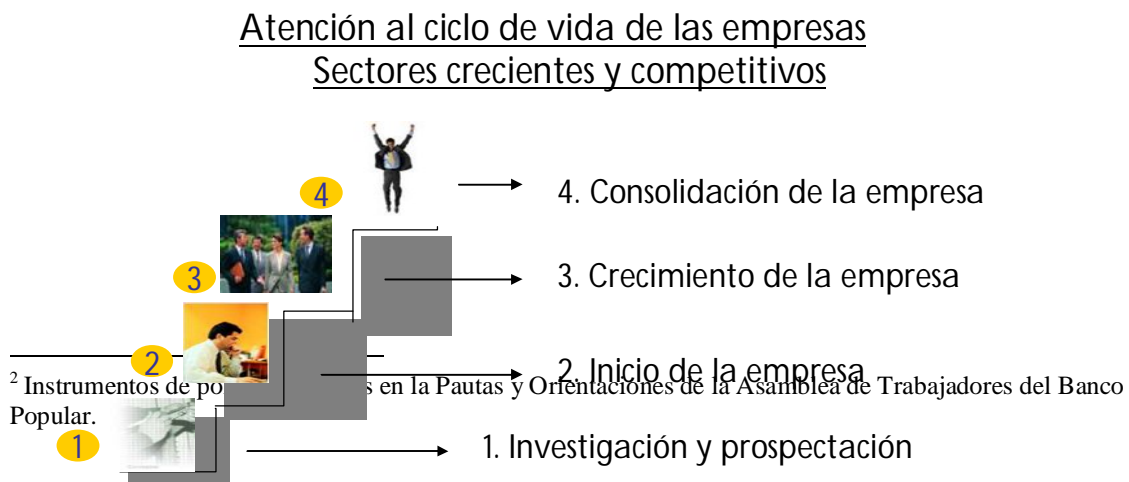 Atención al ciclo de vida de las empresas
Sectores crecientes y competitivos
4
4. Consolidación de la empresa
3
3. Crecimiento de la empresa
2
2. Inicio de la empresa
2 Instrumentos de po s en la Pautas y Orientaciones de la Asamblea de Trabajadores del Banco
Popular.
1
1. Investigación y prospectación